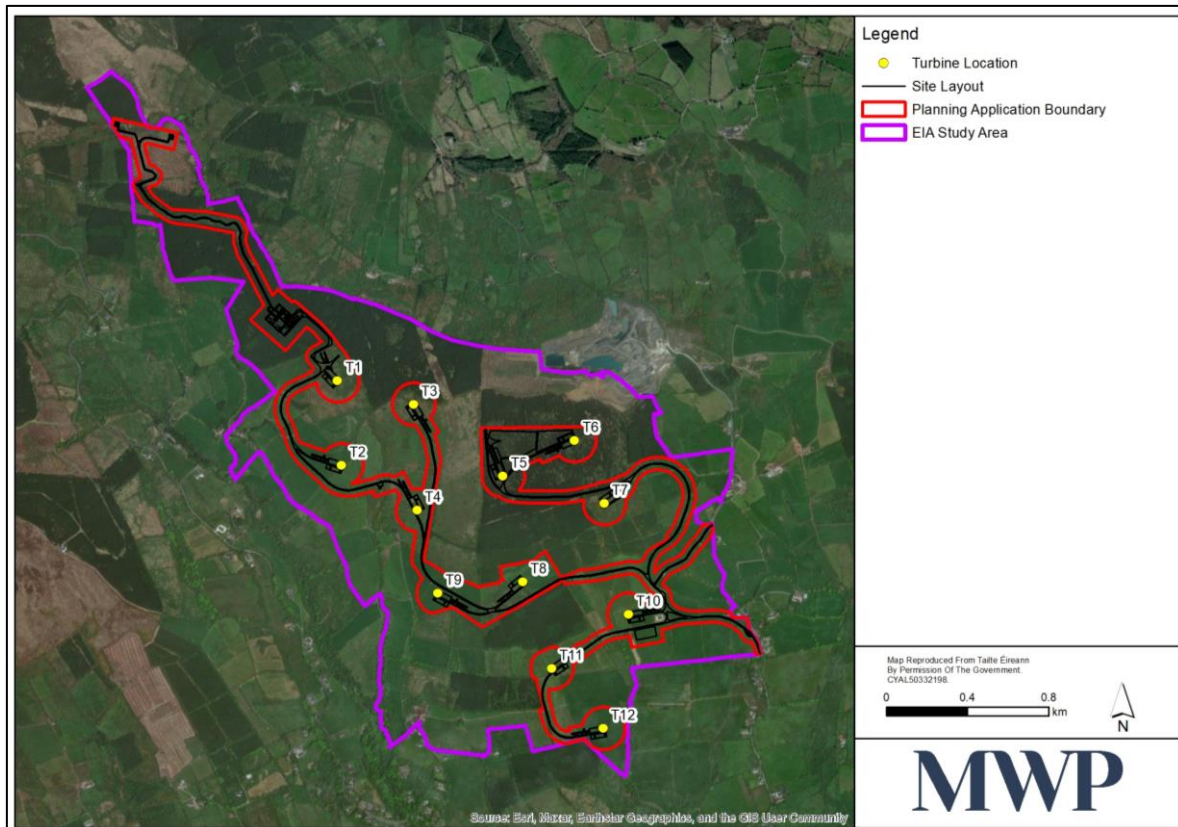 Legend
Turbine Location
Site Layout
Planning Application Boundary
EIA Study Area
T1
T3
T2
T6
T5
T4
T7
T8
T9
T10
T11
T12
Map Reproduced From Tailte Éireann
By Permission Of The Government.
CYAL50332198.
0 0.4 0.8
km
N
MWP
Source: Esri, Maxar, Earthstar Geographics, and the GIS User Community